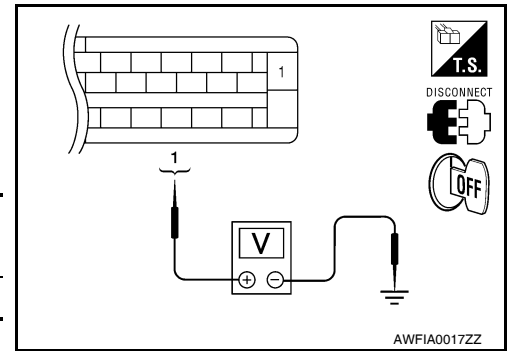 1
T.S.
DISCONNECT
1
OFF
V
+ −
AWFIA0017ZZ